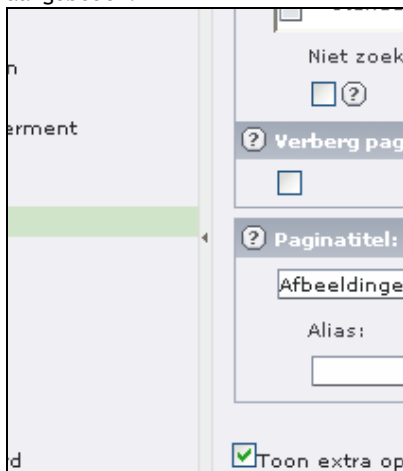 Niet zoek
n
erment
Verberg pag
Paginatitel:
Afbeeldinge
Alias:
d
Toon extra op